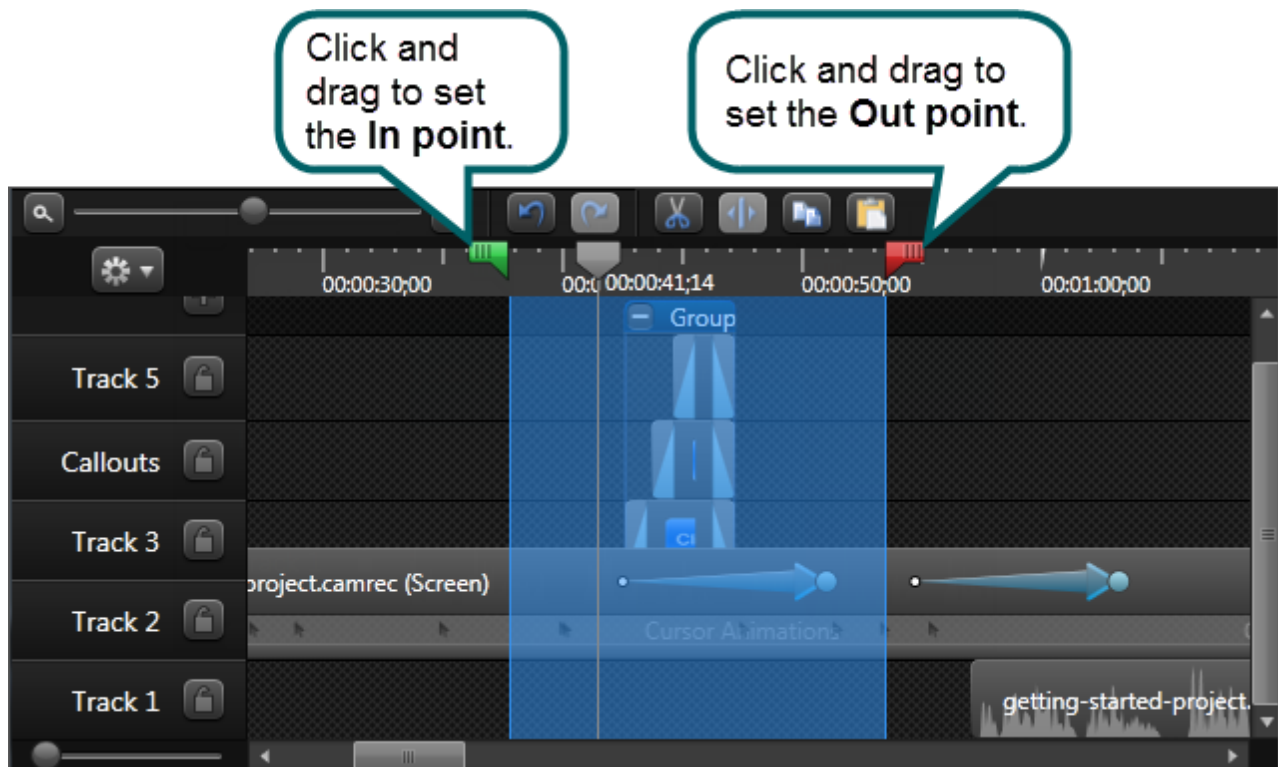 Click and
drag to set
the In point.
Click and drag to
set the Out point.
00:00:30;00
00:0
00:00:41;14
00:00:50;00
00:01:00;00
Group
Track 5
Callouts
Track 3
project.camrec (Screen)
Track 2
Cursor Animations
Track 1
getting-started-project.